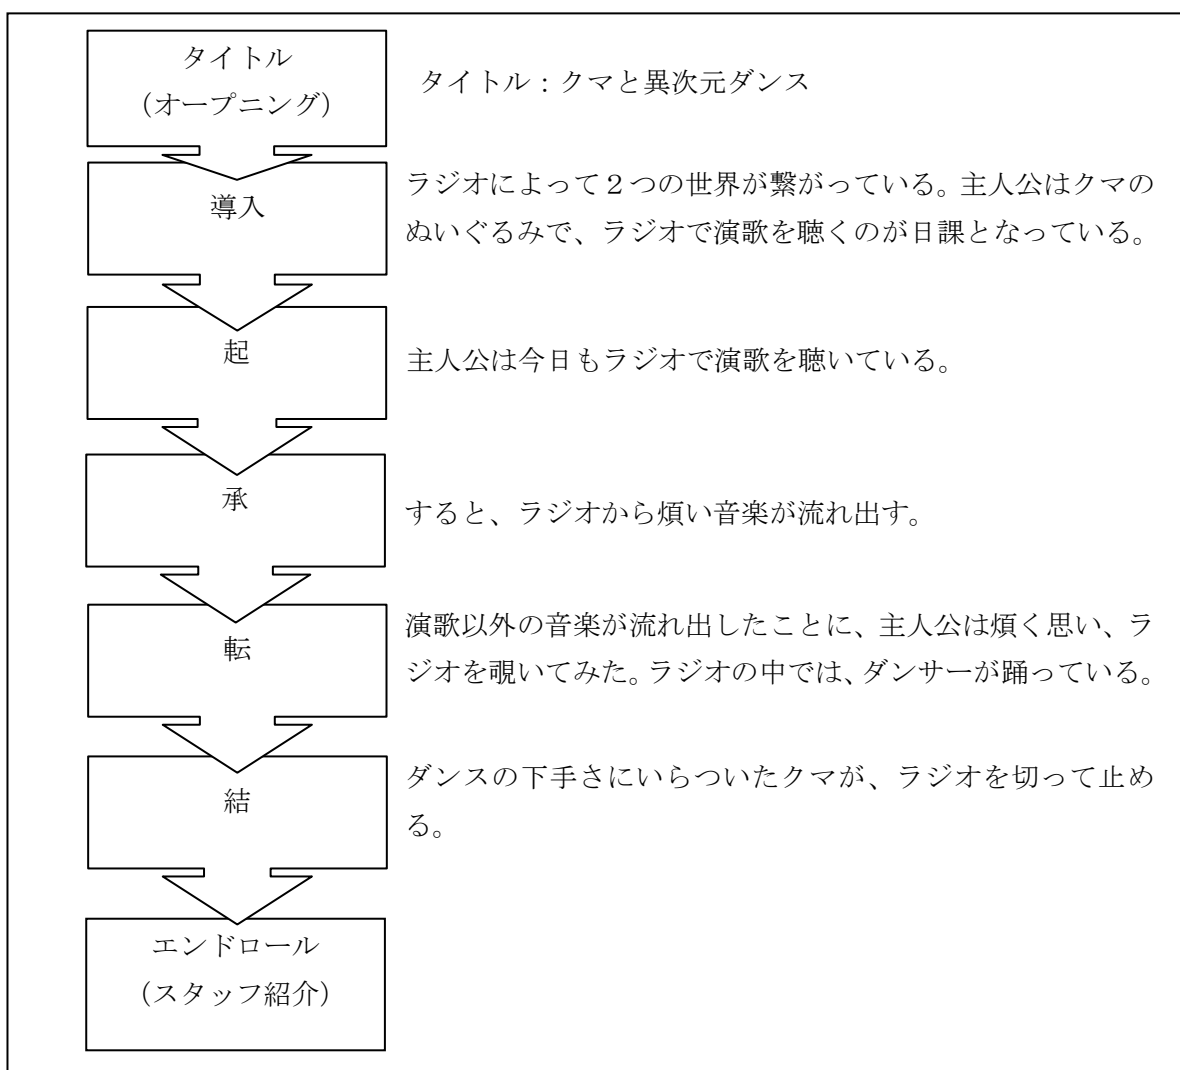 タイトル
(オープニング)
タイトル:クマと異次元ダンス
導入
ラジオによって２つの世界が繋がっている。主人公はクマの
ぬいぐるみで、ラジオで演歌を聴くのが日課となっている。
起
主人公は今日もラジオで演歌を聴いている。
承
すると、ラジオから煩い音楽が流れ出す。
転
演歌以外の音楽が流れ出したことに、主人公は煩く思い、ラ
ジオを覗いてみた。ラジオの中では、ダンサーが踊っている。
結
ダンスの下手さにいらついたクマが、ラジオを切って止め
る。
エンドロール
(スタッフ紹介)